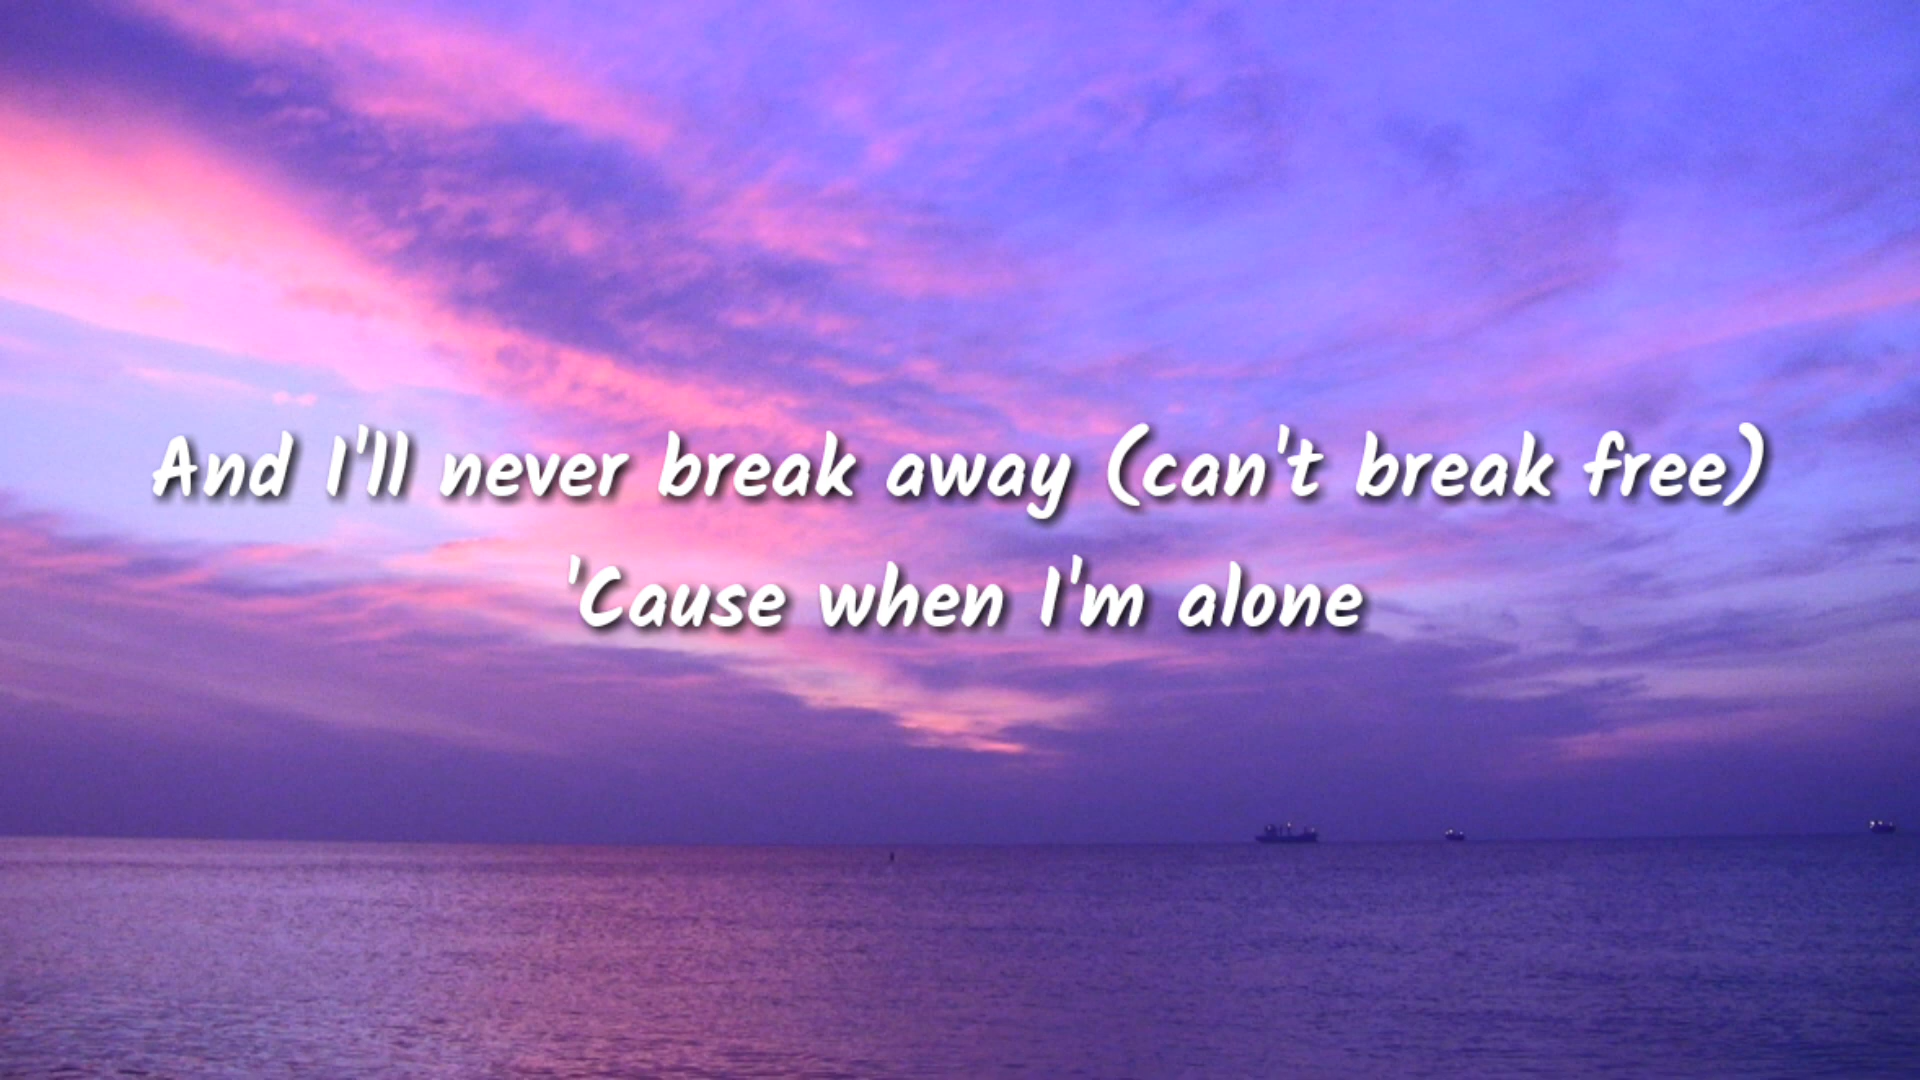 And I'll never break away (can't break free)
'Cause when I'm alone